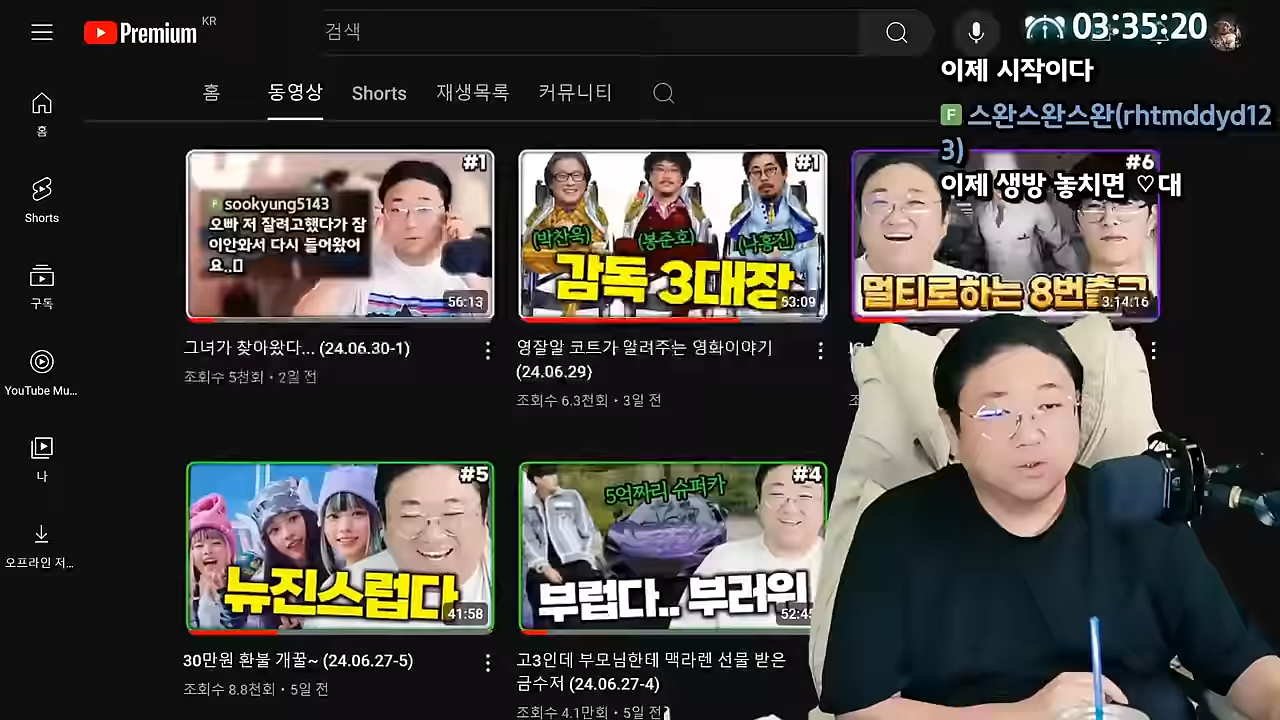 Premium KR
검색
03:35:20
이제 시작이다
F 스완스완스완(rhtmddyd12
3)
이제 생방 놓치면 ♡대
홈
동영상
Shorts
재생목록
커뮤니티
홈
Shorts
구독
YouTube Mu...
나
오프라인 저...
#1
F sookyung5143
오빠 저 잘려고했다가 잠
이안와서 다시 들어왔어
요..
56:13
그녀가 찾아왔다... (24.06.30-1)
조회수 5천회・2일 전
#1
(박찬욱)
(봉준호)
(나홍진)
감독 3대장
53:09
영잘알 코트가 알려주는 영화이야기
(24.06.29)
조회수 6.3천회・3일 전
#6
멀티로하는 8번출구
3:14:16
#5
뉴진스럽다
41:58
30만원 환불 개꿀~ (24.06.27-5)
조회수 8.8천회・5일 전
#4
5억짜리 슈퍼카
부럽다.. 부러워
고3인데 부모님한테 맥라렌 선물 받은
금수저 (24.06.27-4)
조회수 4.1만회・5일 전